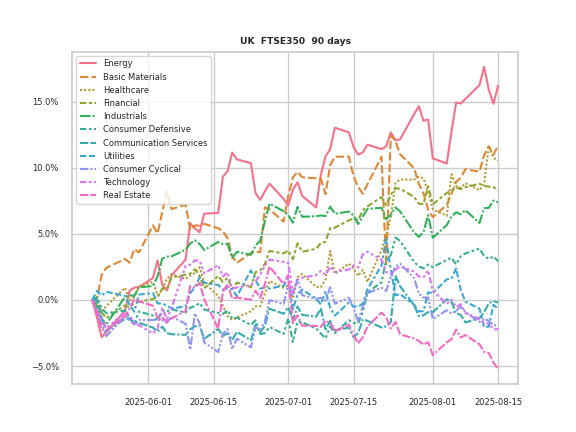 UK FTSE350 90 days
Energy
Basic Materials
Healthcare
Financial
Industrials
Consumer Defensive
Communication Services
Utilities
Consumer Cyclical
Technology
Real Estate
15.0%
10.0%
5.0%
0.0%
−5.0%
2025-06-01 2025-06-15 2025-07-01 2025-07-15 2025-08-01 2025-08-15